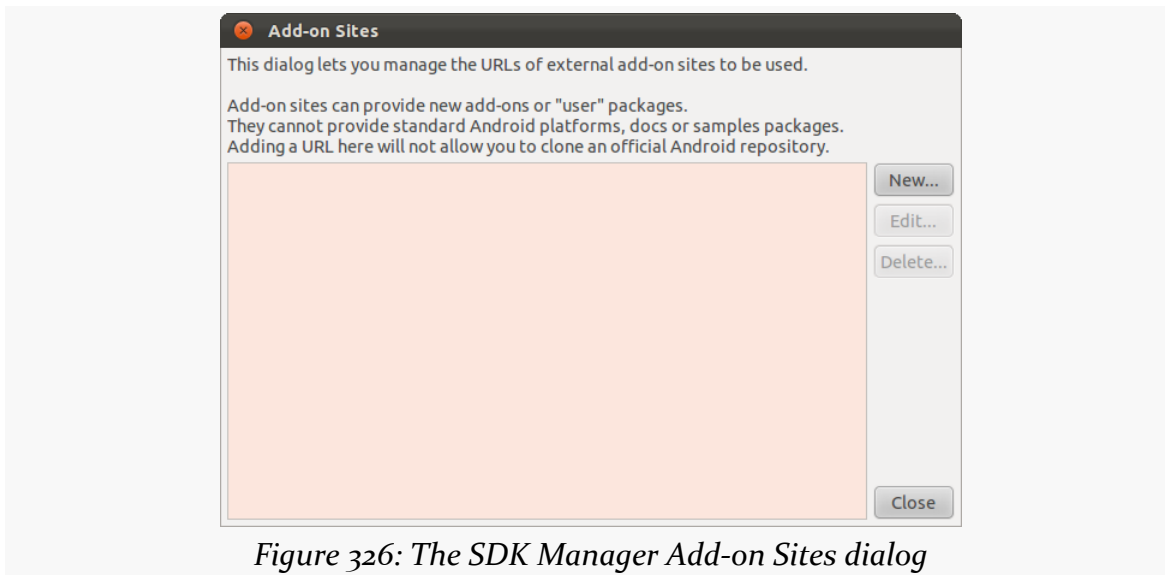 Add-on Sites
This dialog lets you manage the URLs of external add-on sites to be used.
Add-on sites can provide new add-ons or "user" packages.
They cannot provide standard Android platforms, docs or samples packages.
Adding a URL here will not allow you to clone an official Android repository.
New...
Edit...
Delete...
Close
Figure 326: The SDK Manager Add-on Sites dialog